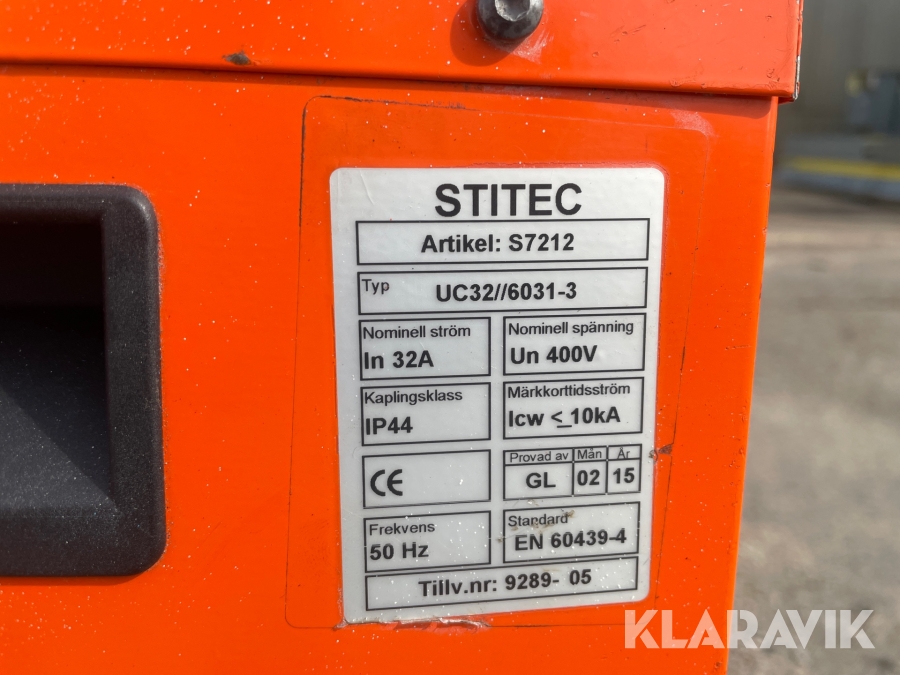 STITEC
Artikel: S7212
Typ UC32//6031-3
Nominell ström Nominell spänning
In 32A Un 400V
Kaplingsklass Märkkorttidsström
IP44 Icw <_10kA
CE Provad av Mån År
GL 02 15
Frekvens Standard
50 Hz EN 60439-4
Tillv.nr: 9289- 05
KLARAVIK